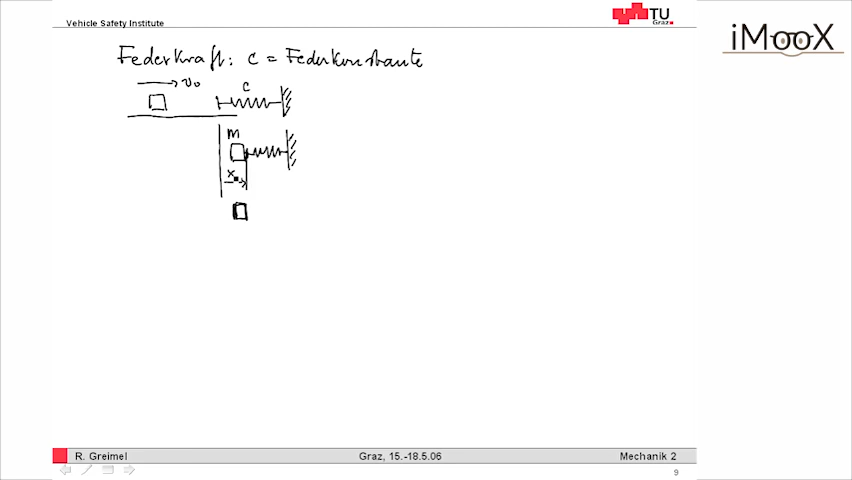 Vehicle Safety Institute
TU
Graz
iMooX
Federkraft: c = Federkonstante
v₀
c
m
x
R. Greimel
Graz, 15.-18.5.06
Mechanik 2
9